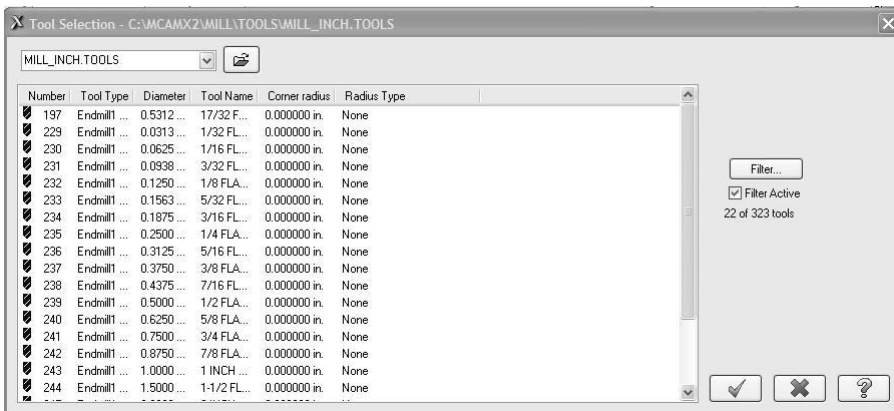 Tool Selection - C:\MCAMX2\MILL\TOOLS\MILL_INCH.TOOLS
MILL_INCH.TOOLS
Number Tool Type Diameter Tool Name Corner radius Radius Type
197 Endmill1 ... 0.5312 ... 17/32 F... 0.000000 in. None
229 Endmill1 ... 0.0313 ... 1/32 FL... 0.000000 in. None
230 Endmill1 ... 0.0625 ... 1/16 FL... 0.000000 in. None
231 Endmill1 ... 0.0938 ... 3/32 FL... 0.000000 in. None
232 Endmill1 ... 0.1250 ... 1/8 FLA... 0.000000 in. None
233 Endmill1 ... 0.1563 ... 5/32 FL... 0.000000 in. None
234 Endmill1 ... 0.1875 ... 3/16 FL... 0.000000 in. None
235 Endmill1 ... 0.2500 ... 1/4 FLA... 0.000000 in. None
236 Endmill1 ... 0.3125 ... 5/16 FL... 0.000000 in. None
237 Endmill1 ... 0.3750 ... 3/8 FLA... 0.000000 in. None
238 Endmill1 ... 0.4375 ... 7/16 FL... 0.000000 in. None
239 Endmill1 ... 0.5000 ... 1/2 FLA... 0.000000 in. None
240 Endmill1 ... 0.6250 ... 5/8 FLA... 0.000000 in. None
241 Endmill1 ... 0.7500 ... 3/4 FLA... 0.000000 in. None
242 Endmill1 ... 0.8750 ... 7/8 FLA... 0.000000 in. None
243 Endmill1 ... 1.0000 ... 1 INCH ... 0.000000 in. None
244 Endmill1 ... 1.5000 ... 1-1/2 FL... 0.000000 in. None
Filter...
Filter Active
22 of 323 tools